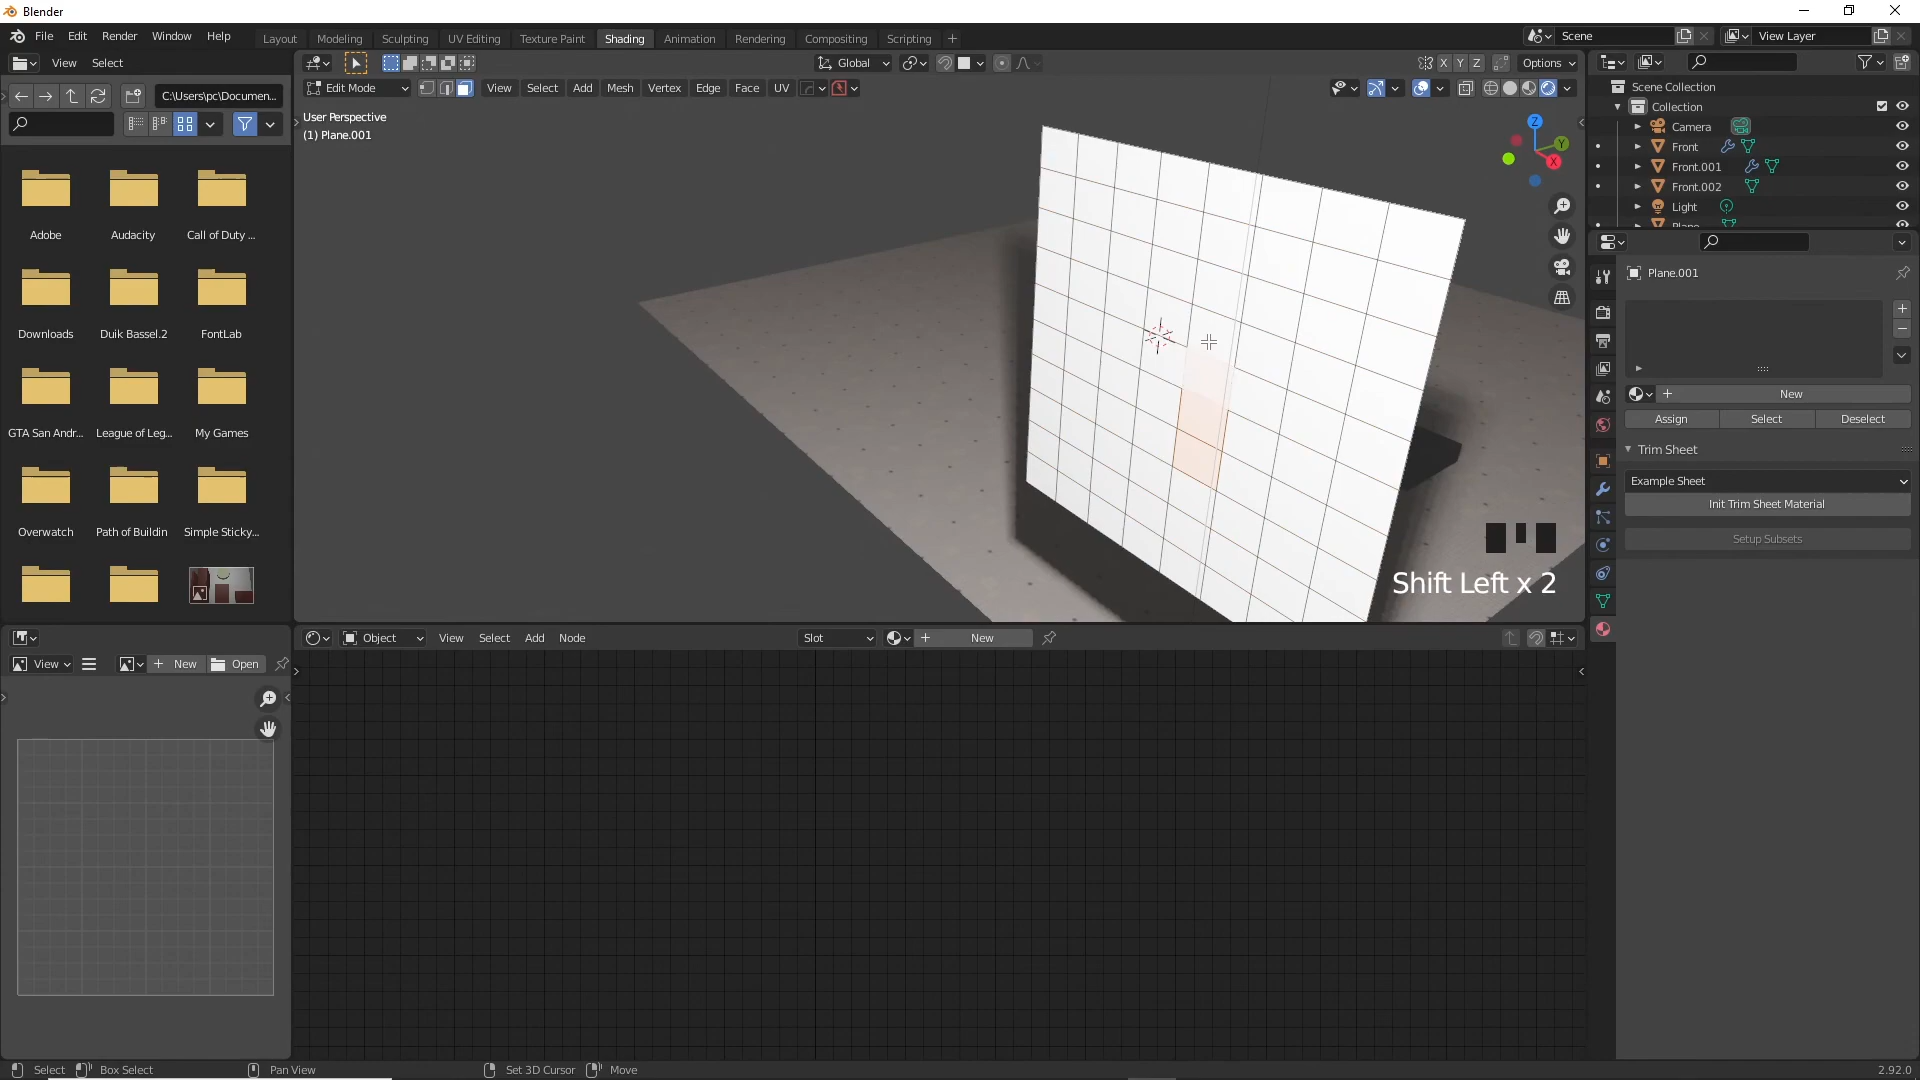 Blender
File Edit Render Window Help
Layout Modeling Sculpting UV Editing Texture Paint Shading Animation Rendering Compositing Scripting +
Scene
View Layer
View Select
Global
X Y Z Options
C:\Users\pc\Documen...
Edit Mode
View Select Add Mesh Vertex Edge Face UV
User Perspective
(1) Plane.001
Z
Y
X
Adobe
Audacity
Call of Duty ...
Downloads
Duik Bassel.2
FontLab
GTA San Andr...
League of Leg...
My Games
Overwatch
Path of Buildin
Simple Sticky...
Shift Left x 2
Scene Collection
Collection
Camera
Front
Front.001
Front.002
Light
Plane
Plane.001
New
Assign Select Deselect
Trim Sheet
Example Sheet
Init Trim Sheet Material
Setup Subsets
View
New
Open
Object
View Select Add Node
Slot
New
Select
Box Select
Pan View
Set 3D Cursor
Move
2.92.0